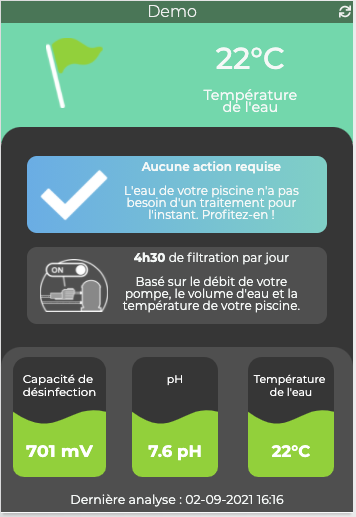 Demo
22°C
Température
de l'eau
Aucune action requise
L'eau de votre piscine n'a pas
besoin d'un traitement pour
l'instant. Profitez-en !
ON
4h30 de filtration par jour
Basé sur le débit de votre
pompe, le volume d'eau et la
température de votre piscine.
Capacité de
désinfection
701 mV
pH
7.6 pH
Température
de l'eau
22°C
Dernière analyse : 02-09-2021 16:16